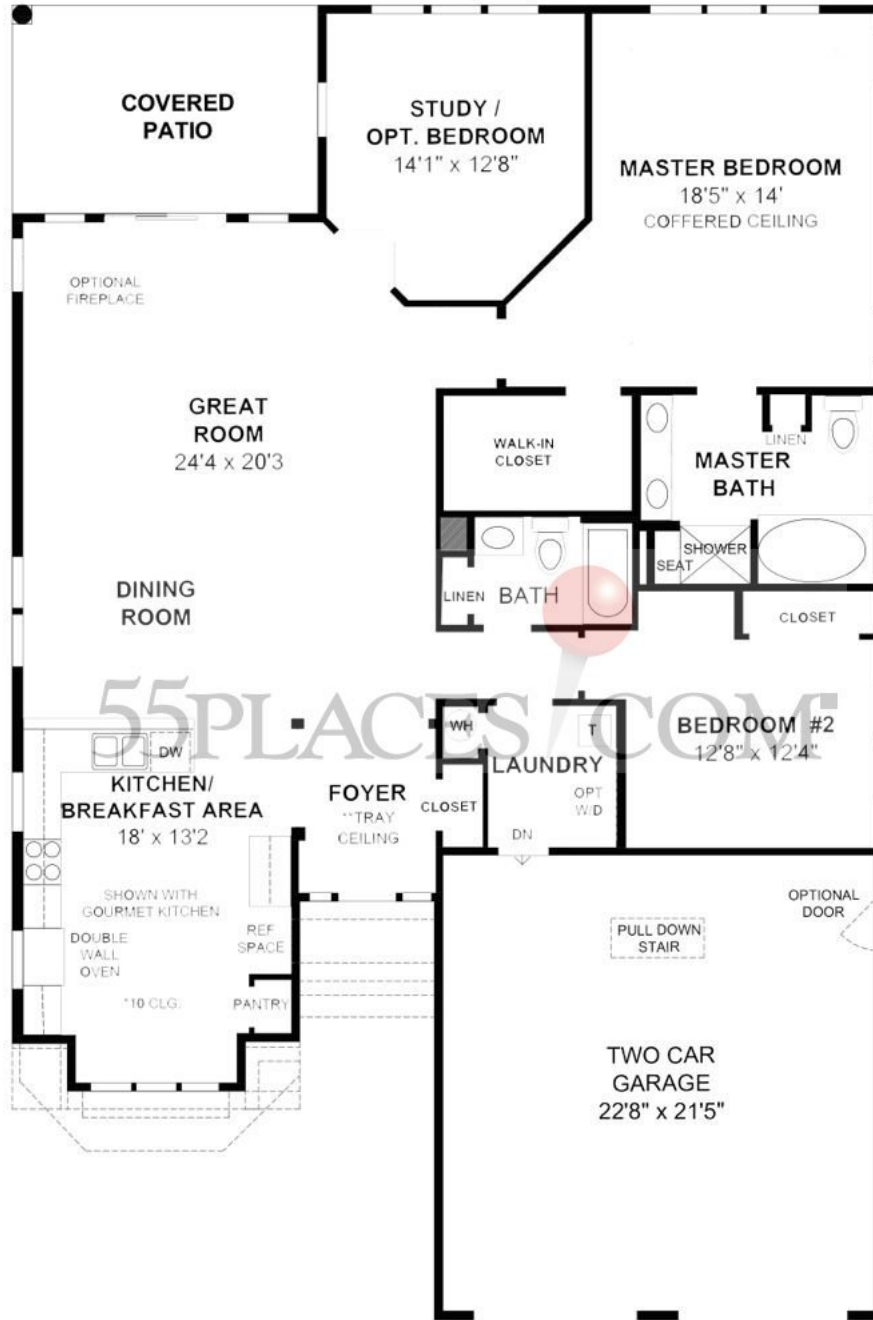 COVERED
PATIO
STUDY /
OPT. BEDROOM
14'1" x 12'8"
MASTER BEDROOM
18'5" x 14'
COFFERED CEILING
OPTIONAL
FIREPLACE
GREAT
ROOM
24'4 x 20'3
WALK-IN
CLOSET
LINEN
MASTER
BATH
SHOWER
SEAT
LINEN
BATH
DINING
ROOM
CLOSET
55PLACES COM
WH
T
BEDROOM #2
12'8" x 12'4"
DW
KITCHEN/
BREAKFAST AREA
18' x 13'2
FOYER
**TRAY
CEILING
CLOSET
LAUNDRY
OPT
W/D
DN
SHOWN WITH
GOURMET KITCHEN
DOUBLE
WALL
OVEN
REF
SPACE
*10 CLG.
PANTRY
PULL DOWN
STAIR
OPTIONAL
DOOR
TWO CAR
GARAGE
22'8" x 21'5"